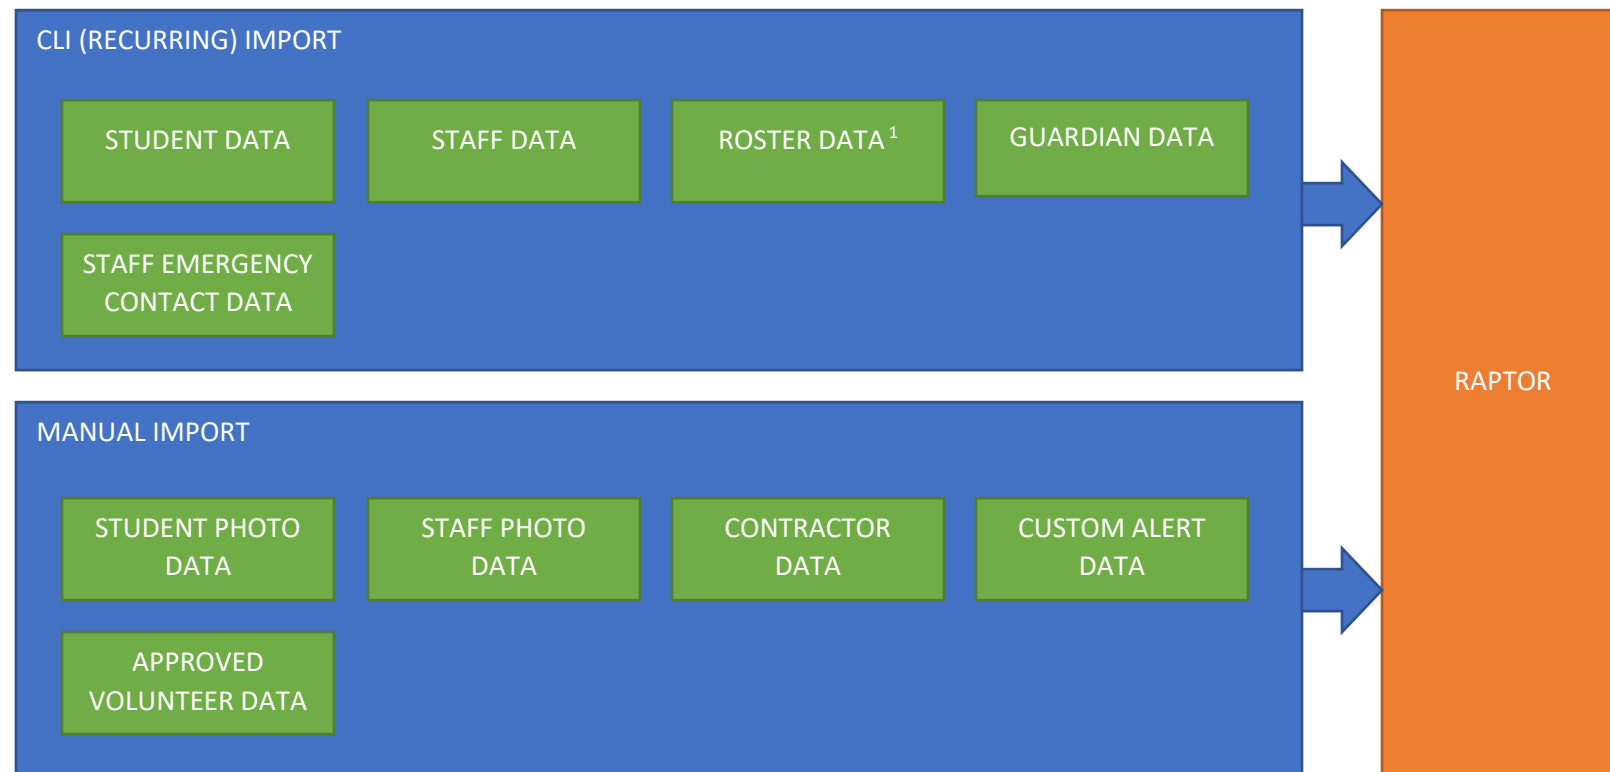 CLI (RECURRING) IMPORT
STUDENT DATA
STAFF DATA
ROSTER DATA 1
GUARDIAN DATA
STAFF EMERGENCY
CONTACT DATA
RAPTOR
MANUAL IMPORT
STUDENT PHOTO
DATA
STAFF PHOTO
DATA
CONTRACTOR
DATA
CUSTOM ALERT
DATA
APPROVED
VOLUNTEER DATA